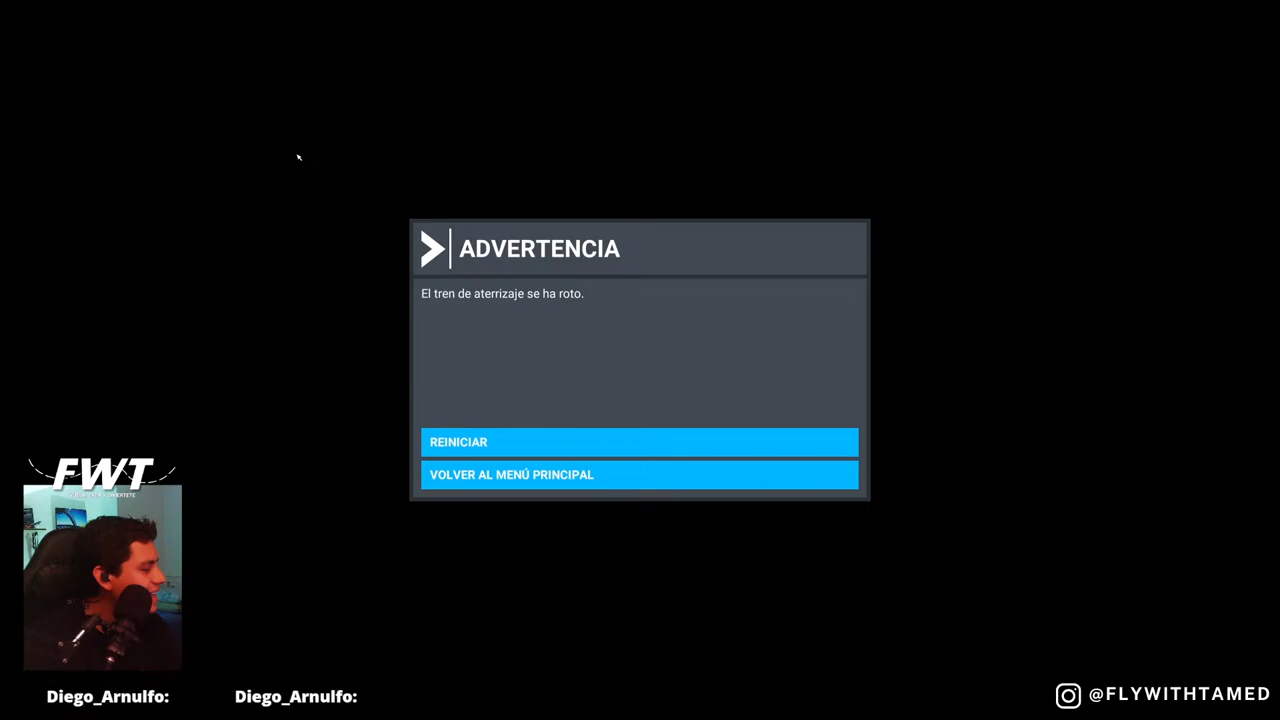 ADVERTENCIA
El tren de aterrizaje se ha roto.
REINICIAR
VOLVER AL MENÚ PRINCIPAL
FWT
Diego_Arnulfo: Diego_Arnulfo:
@FLYWITHTAMED